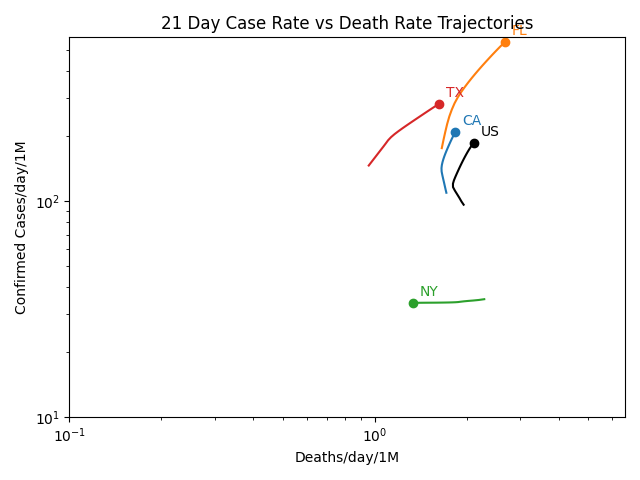 21 Day Case Rate vs Death Rate Trajectories
FL
TX
CA
US
NY
Confirmed Cases/day/1M
10²
10¹
10⁻¹
10⁰
Deaths/day/1M